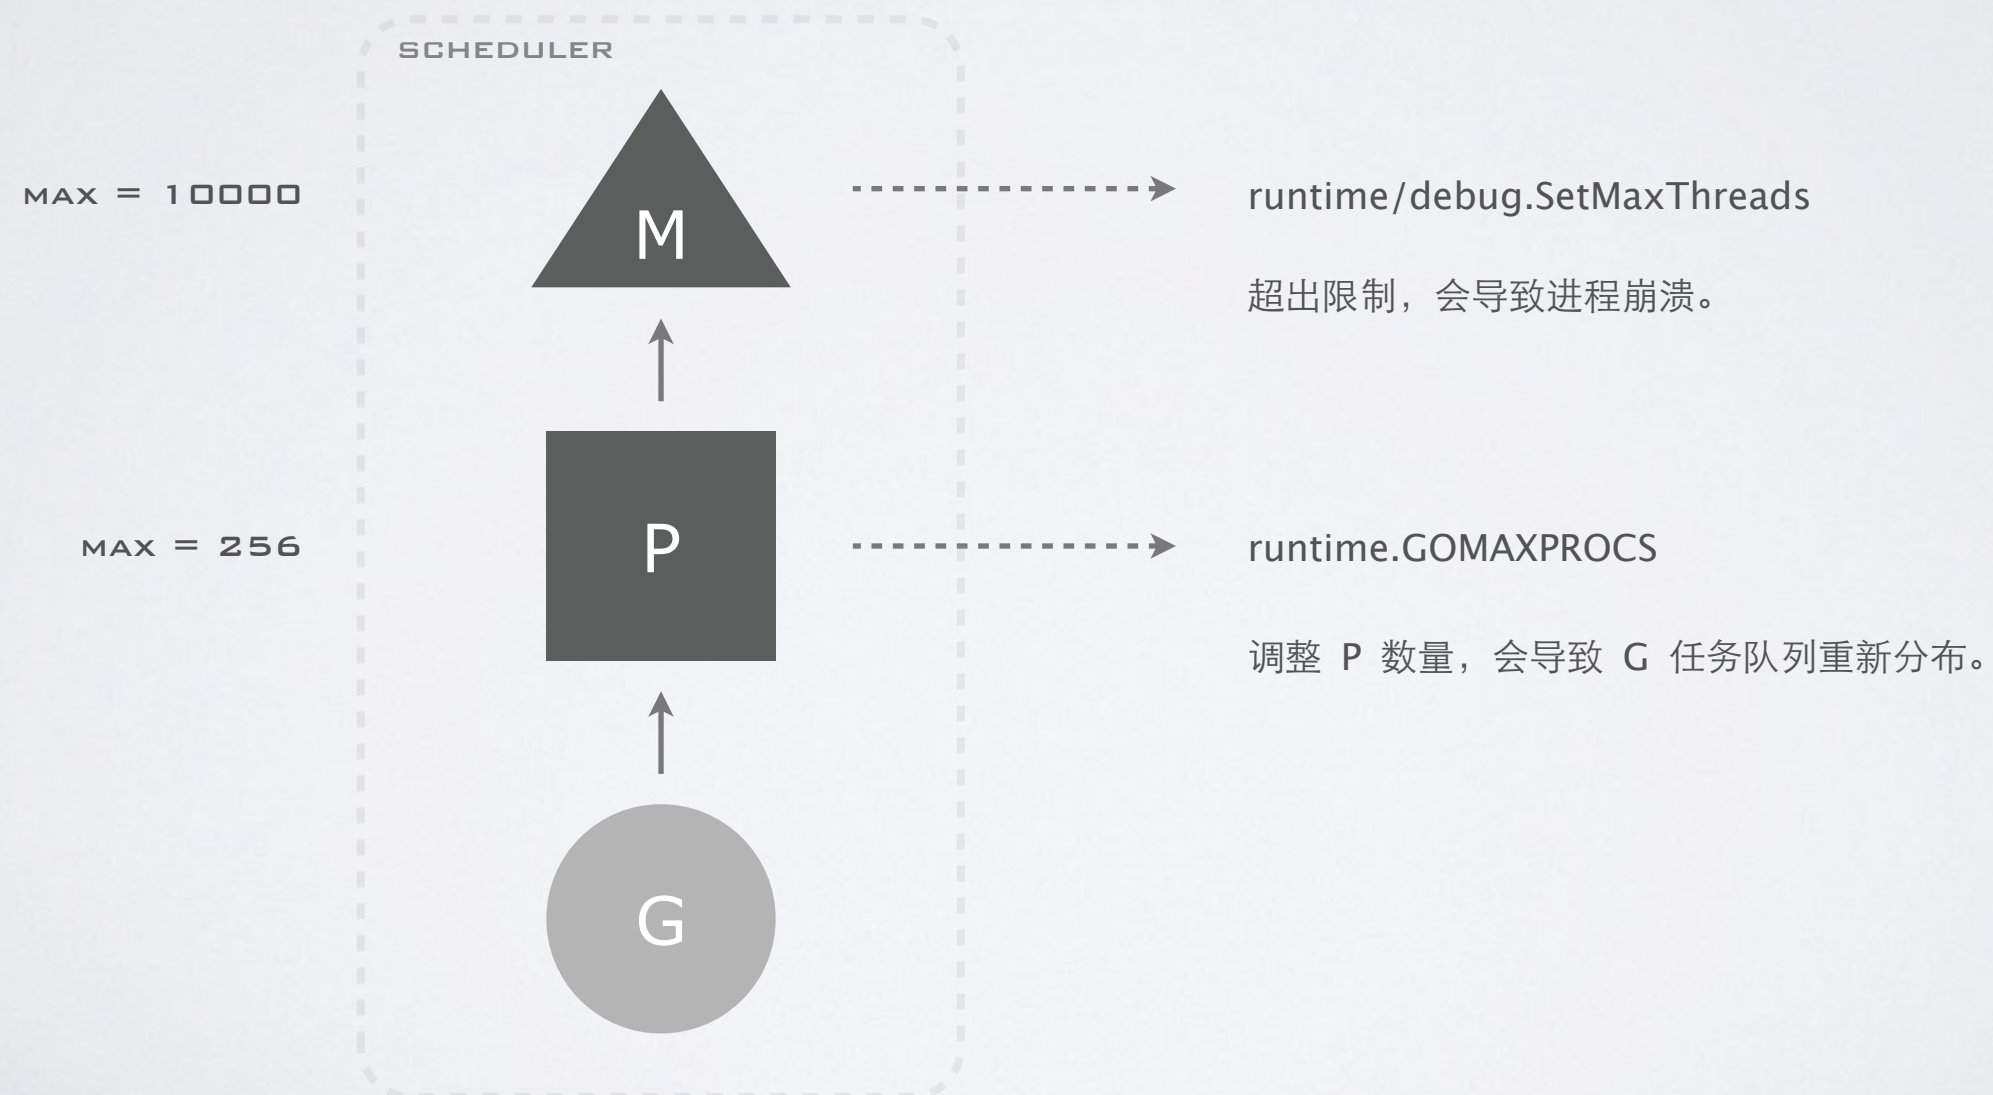 SCHEDULER
M
MAX = 10000
runtime/debug.SetMaxThreads
超出限制，会导致进程崩溃。
P
MAX = 256
runtime.GOMAXPROCS
调整 P 数量，会导致 G 任务队列重新分布。
G